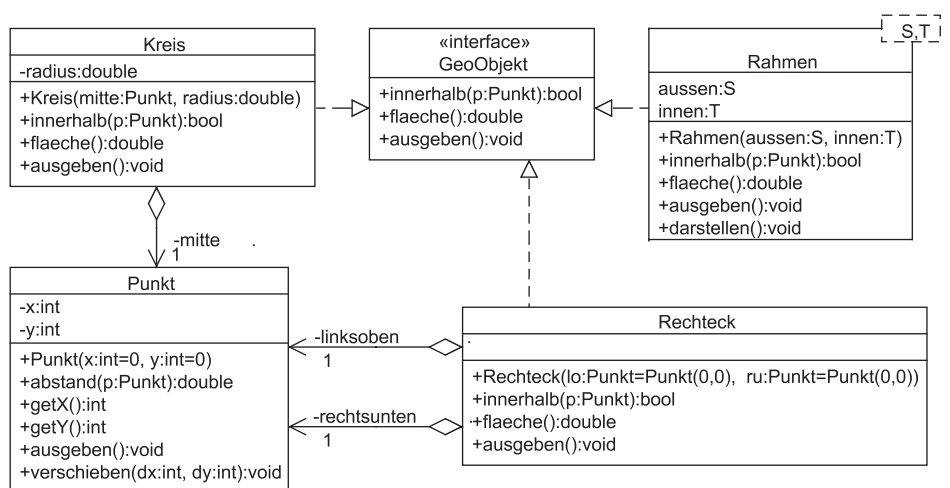 Kreis
-radius:double
+Kreis(mitte:Punkt, radius:double)
+innerhalb(p:Punkt):bool
+flaeche():double
+ausgeben():void
«interface»
GeoObjekt
+innerhalb(p:Punkt):bool
+flaeche():double
+ausgeben():void
S,T
Rahmen
aussen:S
innen:T
+Rahmen(aussen:S, innen:T)
+innerhalb(p:Punkt):bool
+flaeche():double
+ausgeben():void
+darstellen():void
-mitte
1
Punkt
-x:int
-y:int
+Punkt(x:int=0, y:int=0)
+abstand(p:Punkt):double
+getX():int
+getY():int
+ausgeben():void
+verschieben(dx:int, dy:int):void
-linksoben
1
-rechtsunten
1
Rechteck
+Rechteck(lo:Punkt=Punkt(0,0), ru:Punkt=Punkt(0,0))
+innerhalb(p:Punkt):bool
+flaeche():double
+ausgeben():void